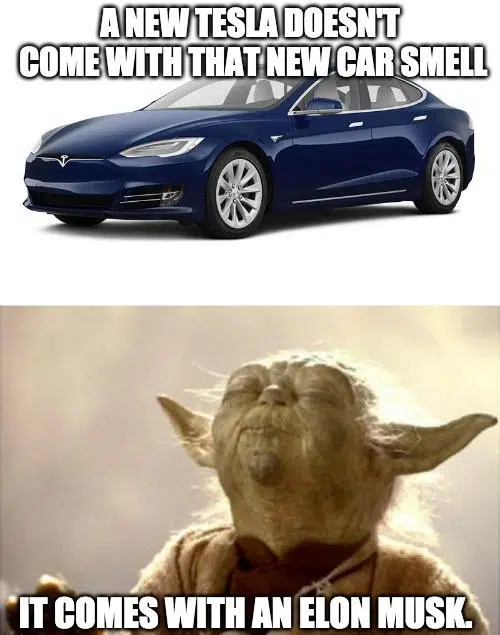 A NEW TESLA DOESN'T
COME WITH THAT NEW CAR SMELL
IT COMES WITH AN ELON MUSK.